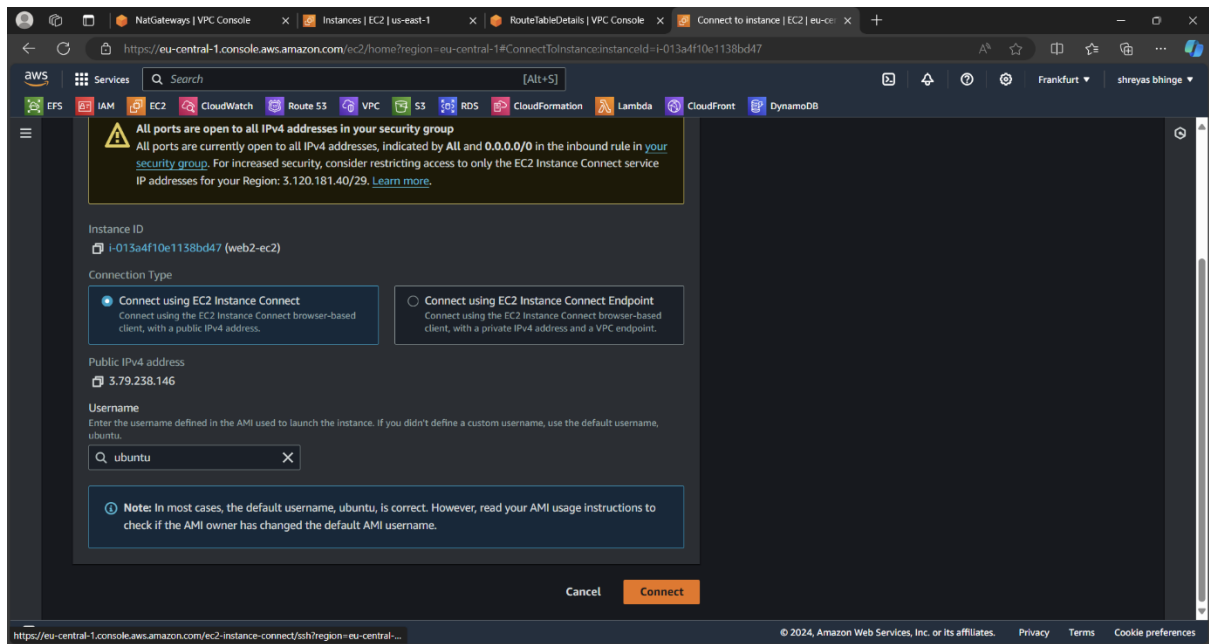 NatGateways | VPC Console
Instances | EC2 | us-east-1
RouteTableDetails | VPC Console
Connect to instance | EC2 | eu-cen
https://eu-central-1.console.aws.amazon.com/ec2/home?region=eu-central-1#ConnectToInstance:instanceId=i-013a4f10e1138bd47
aws
Services
Search
[Alt+S]
Frankfurt
shreyas bhinge
EFS
IAM
EC2
CloudWatch
Route 53
VPC
S3
RDS
CloudFormation
Lambda
CloudFront
DynamoDB
All ports are open to all IPv4 addresses in your security group
All ports are currently open to all IPv4 addresses, indicated by All and 0.0.0.0/0 in the inbound rule in your
security group. For increased security, consider restricting access to only the EC2 Instance Connect service
IP addresses for your Region: 3.120.181.40/29. Learn more.
Instance ID
i-013a4f10e1138bd47 (web2-ec2)
Connection Type
Connect using EC2 Instance Connect
Connect using the EC2 Instance Connect browser-based
client, with a public IPv4 address.
Connect using EC2 Instance Connect Endpoint
Connect using the EC2 Instance Connect browser-based
client, with a private IPv4 address and a VPC endpoint.
Public IPv4 address
3.79.238.146
Username
Enter the username defined in the AMI used to launch the instance. If you didn't define a custom username, use the default username,
ubuntu.
ubuntu
Note: In most cases, the default username, ubuntu, is correct. However, read your AMI usage instructions to
check if the AMI owner has changed the default AMI username.
Cancel
Connect
https://eu-central-1.console.aws.amazon.com/ec2-instance-connect/ssh?region=eu-central-...
© 2024, Amazon Web Services, Inc. or its affiliates.
Privacy
Terms
Cookie preferences